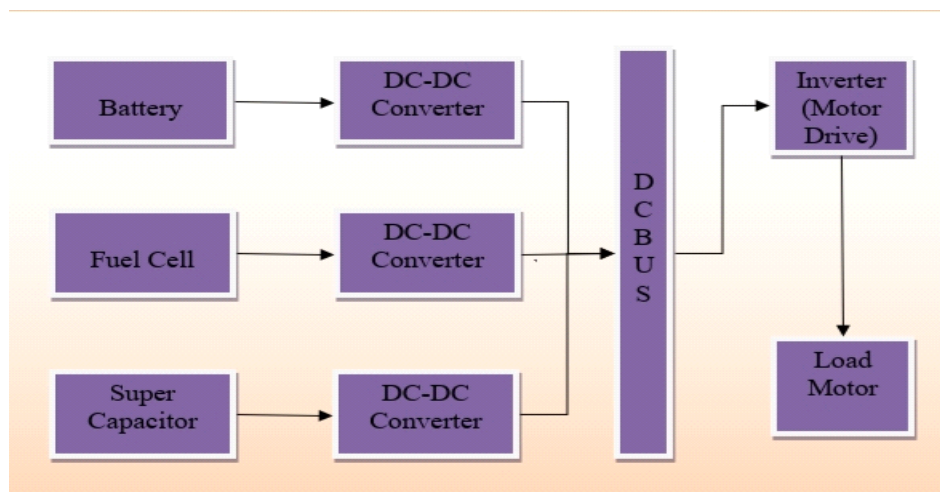 Battery
DC-DC
Converter
Fuel Cell
DC-DC
Converter
Super
Capacitor
DC-DC
Converter
D
C
B
U
S
Inverter
(Motor
Drive)
Load
Motor